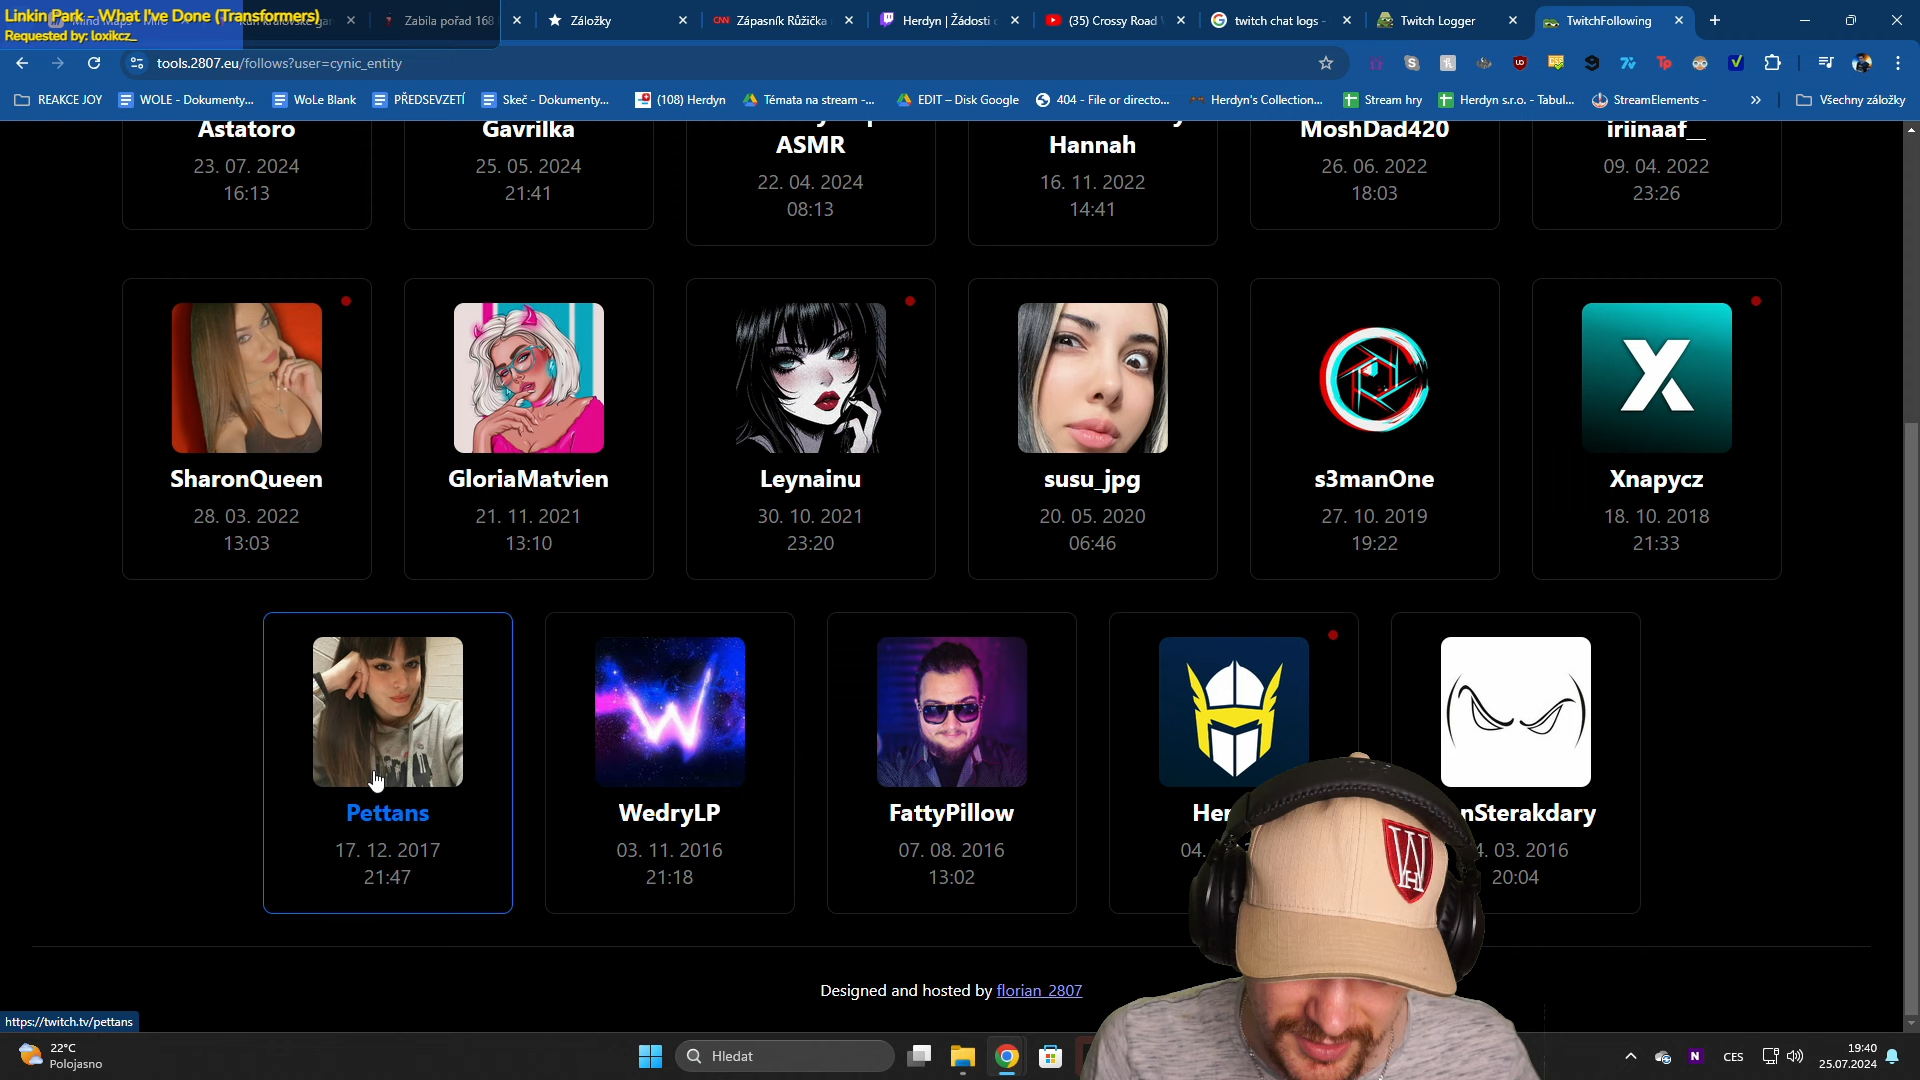 Linkin Park - What I've Done (Transformers)
Requested by: loxikcz_
Zabila pořad 168
Záložky
CNN Zápasník Růžička
Herdyn | Žádosti
(35) Crossy Road
twitch chat logs -
Twitch Logger
TwitchFollowing
tools.2807.eu/follows?user=cynic_entity
REAKCE JOY
WOLE - Dokumenty...
WoLe Blank
PŘEDSEVZETÍ
Skeč - Dokumenty...
(108) Herdyn
Témata na stream -...
EDIT – Disk Google
404 - File or directo...
Herdyn's Collection...
Stream hry
Herdyn s.r.o. - Tabul...
StreamElements -
Všechny záložky
Astatoro
23. 07. 2024
16:13
Gavrilka
25. 05. 2024
21:41
ASMR
22. 04. 2024
08:13
Hannah
16. 11. 2022
14:41
MoshDad420
26. 06. 2022
18:03
iriinaaf__
09. 04. 2022
23:26
SharonQueen
28. 03. 2022
13:03
GloriaMatvien
21. 11. 2021
13:10
Leynainu
30. 10. 2021
23:20
susu_jpg
20. 05. 2020
06:46
s3manOne
27. 10. 2019
19:22
X
Xnapycz
18. 10. 2018
21:33
Pettans
17. 12. 2017
21:47
W
WedryLP
03. 11. 2016
21:18
FattyPillow
07. 08. 2016
13:02
Her
04.
nSterakdary
03. 2016
20:04
WH
Designed and hosted by florian_2807
https://twitch.tv/pettans
22°C
Polojasno
Hledat
N
CES
19:40
25.07.2024